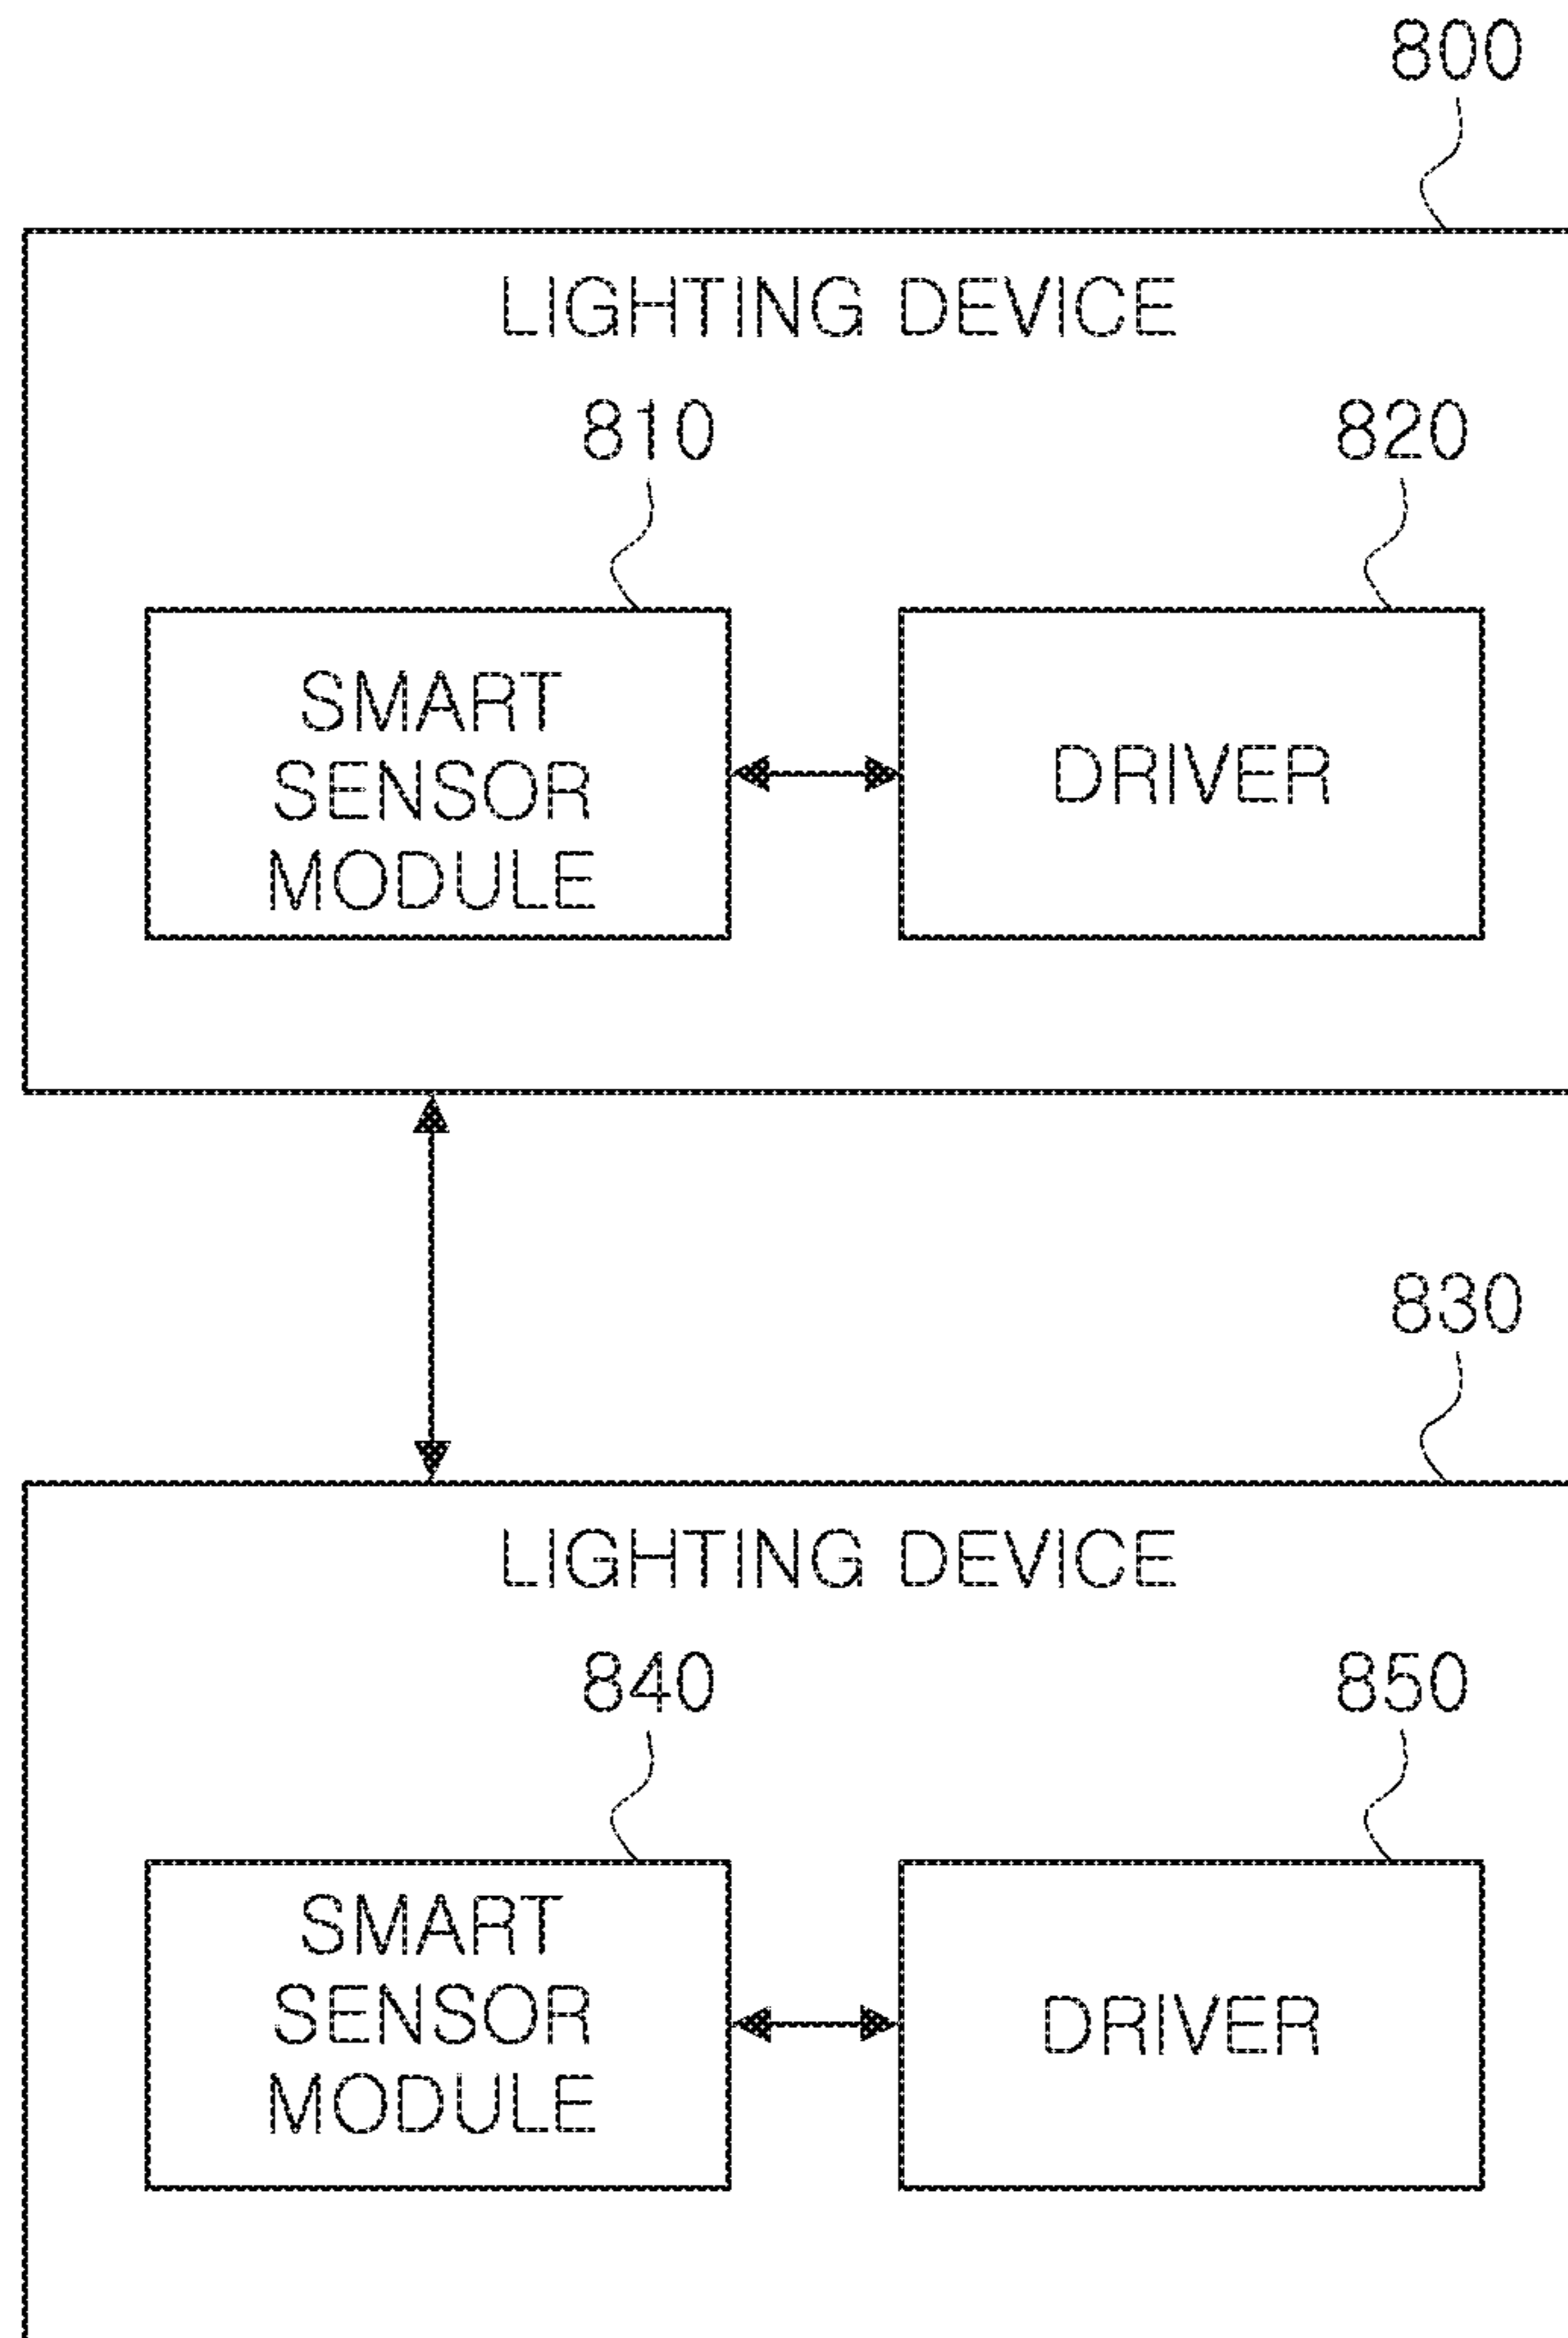 800
LIGHTING DEVICE
810
820
SMART
SENSOR
MODULE
DRIVER
830
LIGHTING DEVICE
840
850
SMART
SENSOR
MODULE
DRIVER